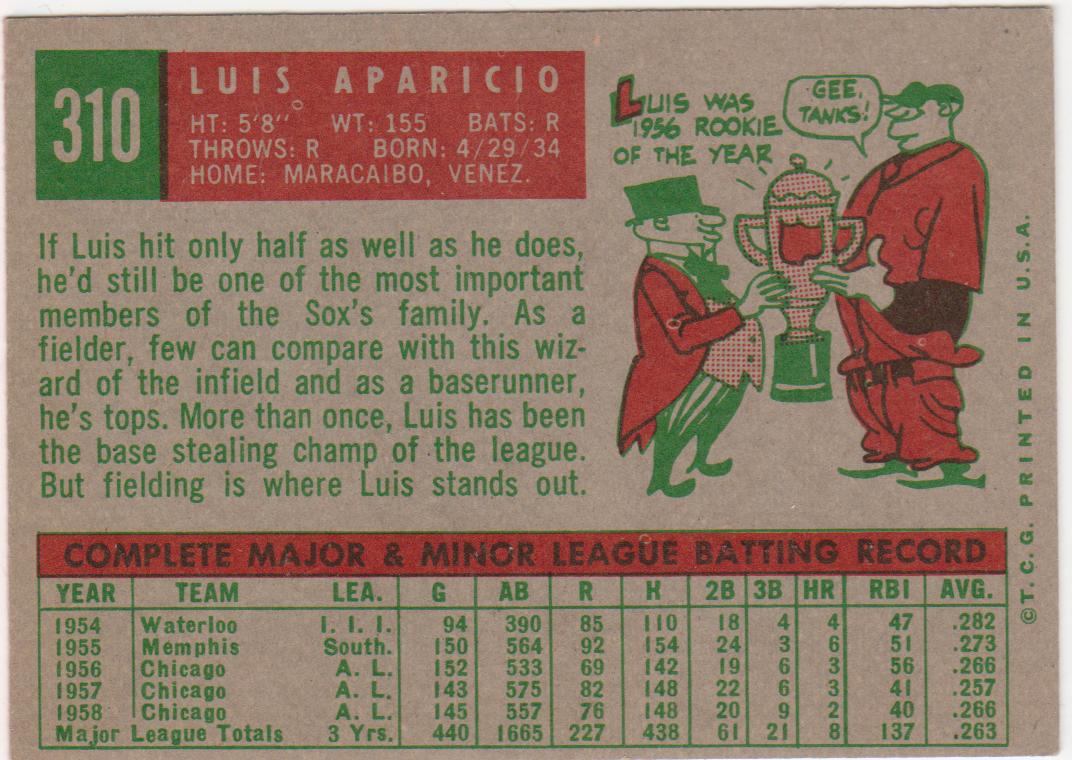 310
LUIS APARICIO
HT: 5'8" WT: 155 BATS: R
THROWS: R BORN: 4/29/34
HOME: MARACAIBO, VENEZ.
LUIS WAS
1956 ROOKIE
OF THE YEAR
GEE,
TANKS!
If Luis hit only half as well as he does,
he'd still be one of the most important
members of the Sox's family. As a
fielder, few can compare with this wiz-
ard of the infield and as a baserunner,
he's tops. More than once, Luis has been
the base stealing champ of the league.
But fielding is where Luis stands out.
COMPLETE MAJOR & MINOR LEAGUE BATTING RECORD
YEAR TEAM LEA. G AB R H 2B 3B HR RBI AVG.
1954 Waterloo I. I. I. 94 390 85 110 18 4 4 47 .282
1955 Memphis South. 150 564 92 154 24 3 6 51 .273
1956 Chicago A. L. 152 533 69 142 19 6 3 56 .266
1957 Chicago A. L. 143 575 82 148 22 6 3 41 .257
1958 Chicago A. L. 145 557 76 148 20 9 2 40 .266
Major League Totals 3 Yrs. 440 1665 227 438 61 21 8 137 .263
© T. C. G. PRINTED IN U.S.A.